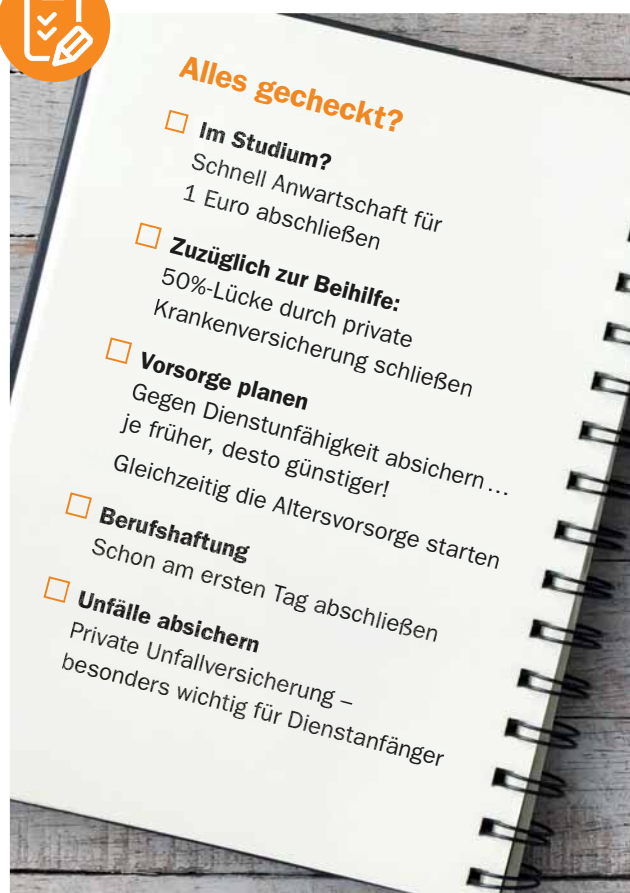 Alles gecheckt?
Im Studium?
Schnell Anwartschaft für
1 Euro abschließen
Zuzüglich zur Beihilfe:
50%-Lücke durch private
Krankenversicherung schließen
Vorsorge planen
Gegen Dienstunfähigkeit absichern...
je früher, desto günstiger!
Gleichzeitig die Altersvorsorge starten
Berufshaftung
Schon am ersten Tag abschließen
Unfälle absichern
Private Unfallversicherung –
besonders wichtig für Dienstanfänger